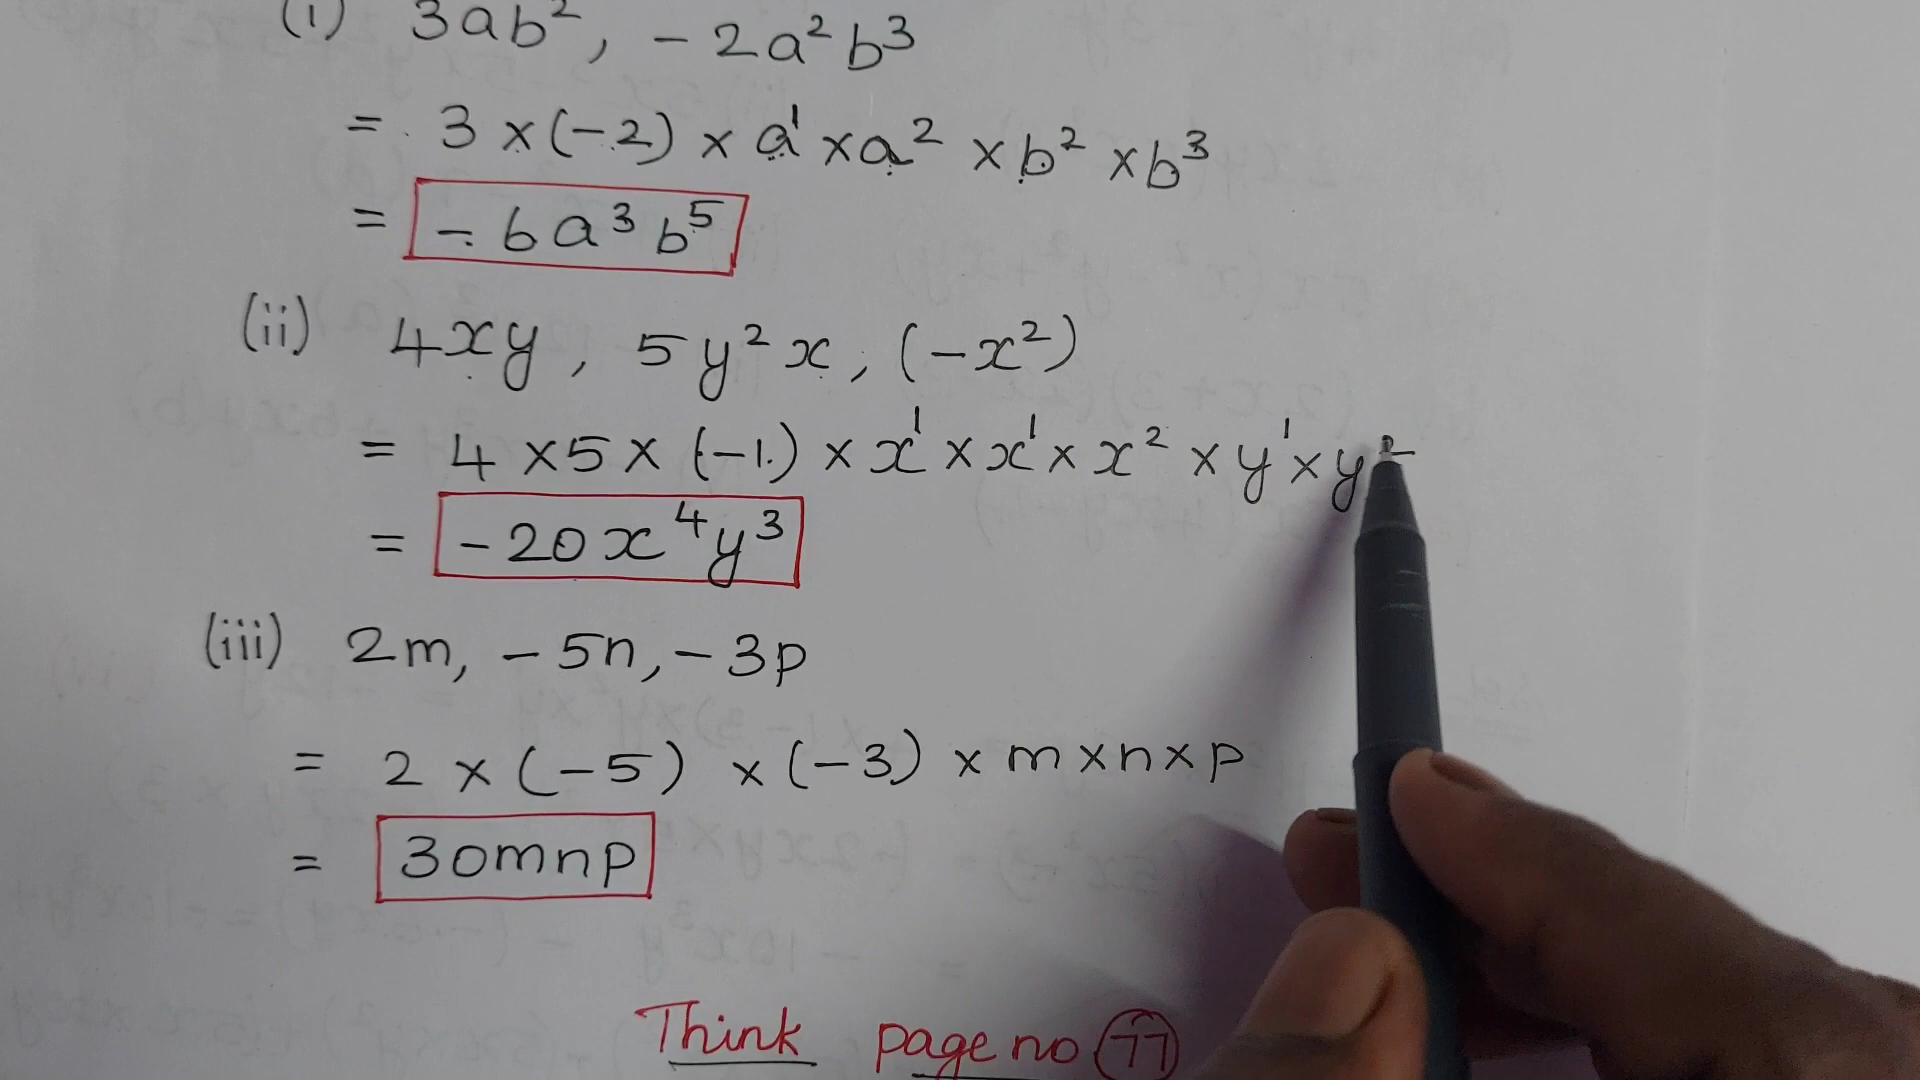 (i) 3ab², -2a²b³
= 3 × (-2) × a¹ × a² × b² × b³
= -6a³b⁵
(ii) 4xy, 5y²x, (-x²)
= 4 × 5 × (-1) × x¹ × x¹ × x² × y¹ × y²
= -20x⁴y³
(iii) 2m, -5n, -3p
= 2 × (-5) × (-3) × m × n × p
= 30mnp
Think page no 77